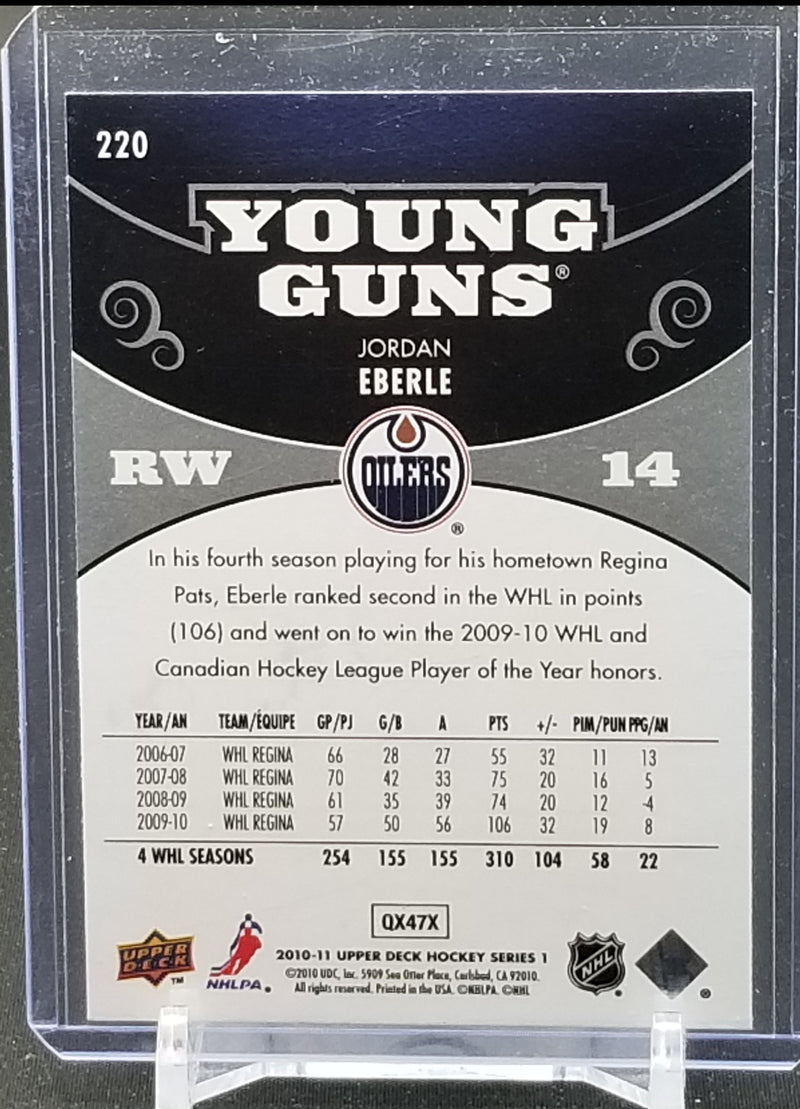 220
YOUNG
GUNS®
JORDAN
EBERLE
RW
14
OILERS
®
In his fourth season playing for his hometown Regina
Pats, Eberle ranked second in the WHL in points
(106) and went on to win the 2009-10 WHL and
Canadian Hockey League Player of the Year honors.
YEAR/AN TEAM/ÉQUIPE GP/PJ G/B A PTS +/- PIM/PUN PPG/AN
2006-07 WHL REGINA 66 28 27 55 32 11 13
2007-08 WHL REGINA 70 42 33 75 20 16 5
2008-09 WHL REGINA 61 35 39 74 20 12 -4
2009-10 WHL REGINA 57 50 56 106 32 19 8
4 WHL SEASONS 254 155 155 310 104 58 22
QX47X
UPPER
DECK
™
NHLPA®
2010-11 UPPER DECK HOCKEY SERIES 1
©2010 UDC, Inc. 5909 Sea Otter Place, Carlsbad, CA 92010.
All rights reserved. Printed in the USA. ©NHLPA. ©NHL
NHL
®
®